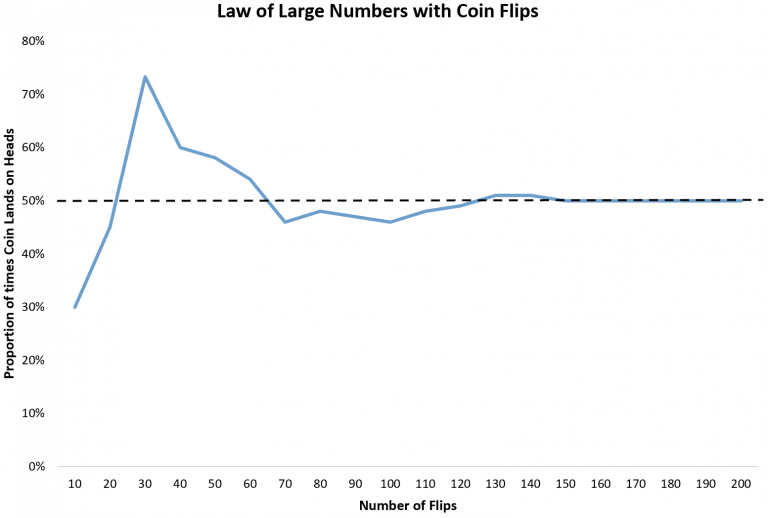 Law of Large Numbers with Coin Flips
Proportion of times Coin Lands on Heads
80%
70%
60%
50%
40%
30%
20%
10%
0%
10 20 30 40 50 60 70 80 90 100 110 120 130 140 150 160 170 180 190 200
Number of Flips